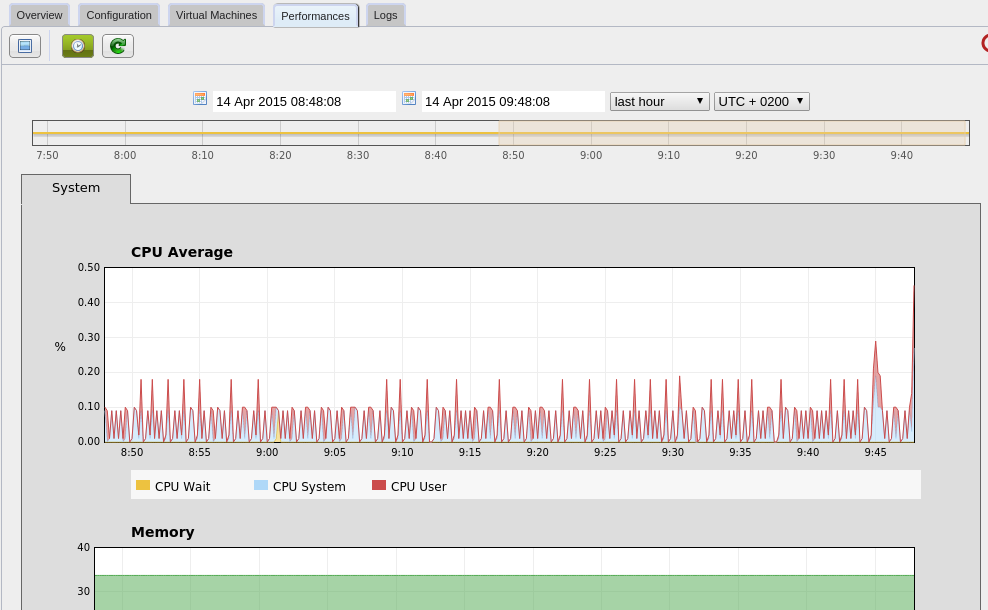 Overview Configuration Virtual Machines Performances Logs
14 Apr 2015 08:48:08 14 Apr 2015 09:48:08 last hour UTC + 0200
7:50 8:00 8:10 8:20 8:30 8:40 8:50 9:00 9:10 9:20 9:30 9:40
System
CPU Average
0.50
0.40
0.30
%
0.20
0.10
0.00
8:50 8:55 9:00 9:05 9:10 9:15 9:20 9:25 9:30 9:35 9:40 9:45
CPU Wait CPU System CPU User
Memory
40
30